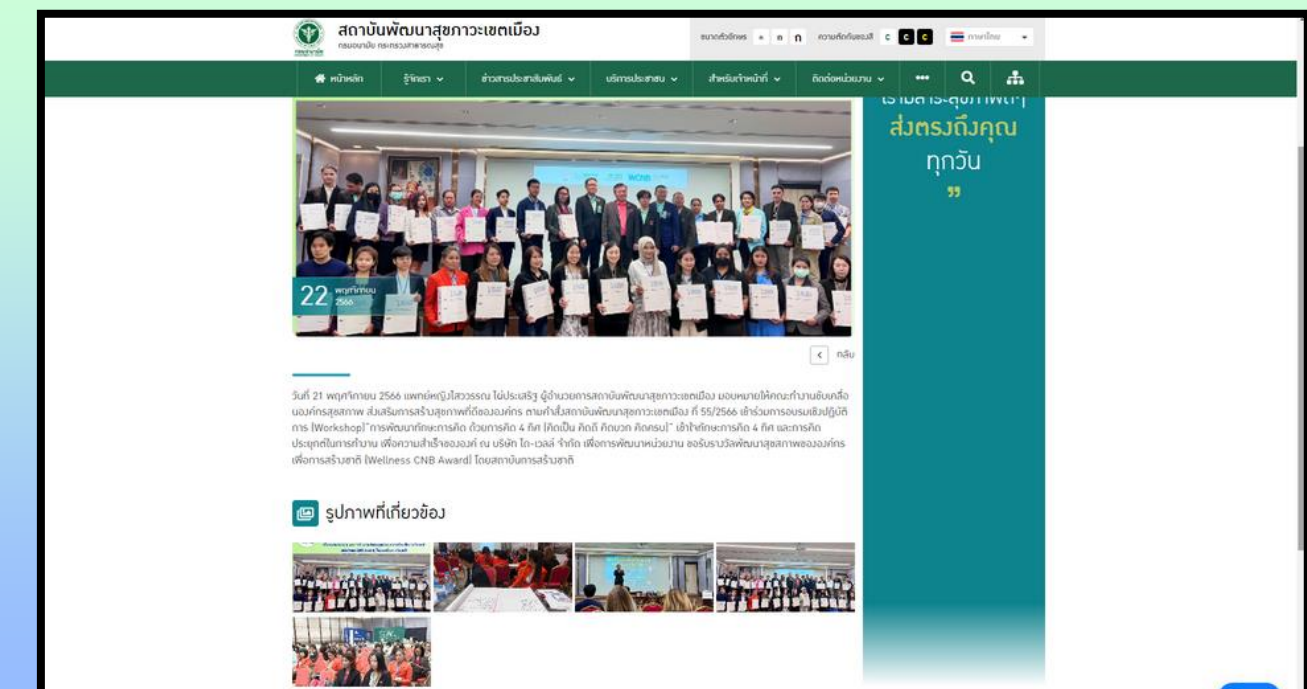 สถาบันพัฒนาสุขภาวะเขตเมือง
กรมอนามัย กระทรวงสาธารณสุข
ขนาดตัวอักษร ก ก ก ความตัดกันของสี C C C ภาษาไทย
หน้าหลัก รู้จักเรา ข่าวสารประชาสัมพันธ์ บริการประชาชน สำหรับเจ้าหน้าที่ ติดต่อหน่วยงาน
เรามีสาระสุขภาพดีๆ
ส่งตรงถึงคุณ
ทุกวัน
”
22 พฤศจิกายน
2566
กลับ
วันที่ 21 พฤศจิกายน 2566 แพทย์หญิงไสววรรณ ไผ่ประเสริฐ ผู้อำนวยการสถาบันพัฒนาสุขภาวะเขตเมือง มอบหมายให้คณะทำงานขับเคลื่อ
นองค์กรสุขสภาพ ส่งเสริมการสร้างสุขภาพที่ดีขององค์กร ตามคำสั่งสถาบันพัฒนาสุขภาวะเขตเมือง ที่ 55/2566 เข้าร่วมการอบรมเชิงปฏิบัติ
การ (Workshop)"การพัฒนาทักษะการคิด ด้วยการคิด 4 ทิศ (คิดเป็น คิดดี คิดบวก คิดครบ)" เข้าใจทักษะการคิด 4 ทิศ และการคิด
ประยุกต์ในการทำงาน เพื่อความสำเร็จขององค์ ณ บริษัท ไต-เวลล์ จำกัด เพื่อการพัฒนาหน่วยงาน ขอรับรางวัลพัฒนาสุขสภาพขององค์กร
เพื่อการสร้างชาติ (Wellness CNB Award) โดยสถาบันการสร้างชาติ
รูปภาพที่เกี่ยวข้อง